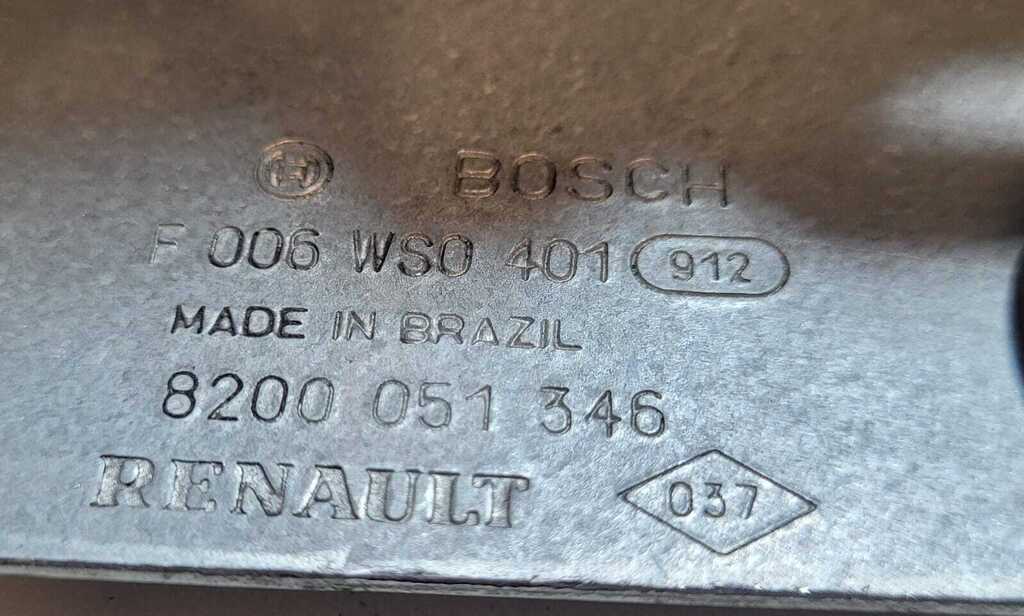 BOSCH
F 006 WS0 401 912
MADE IN BRAZIL
8200 051 346
RENAULT 037